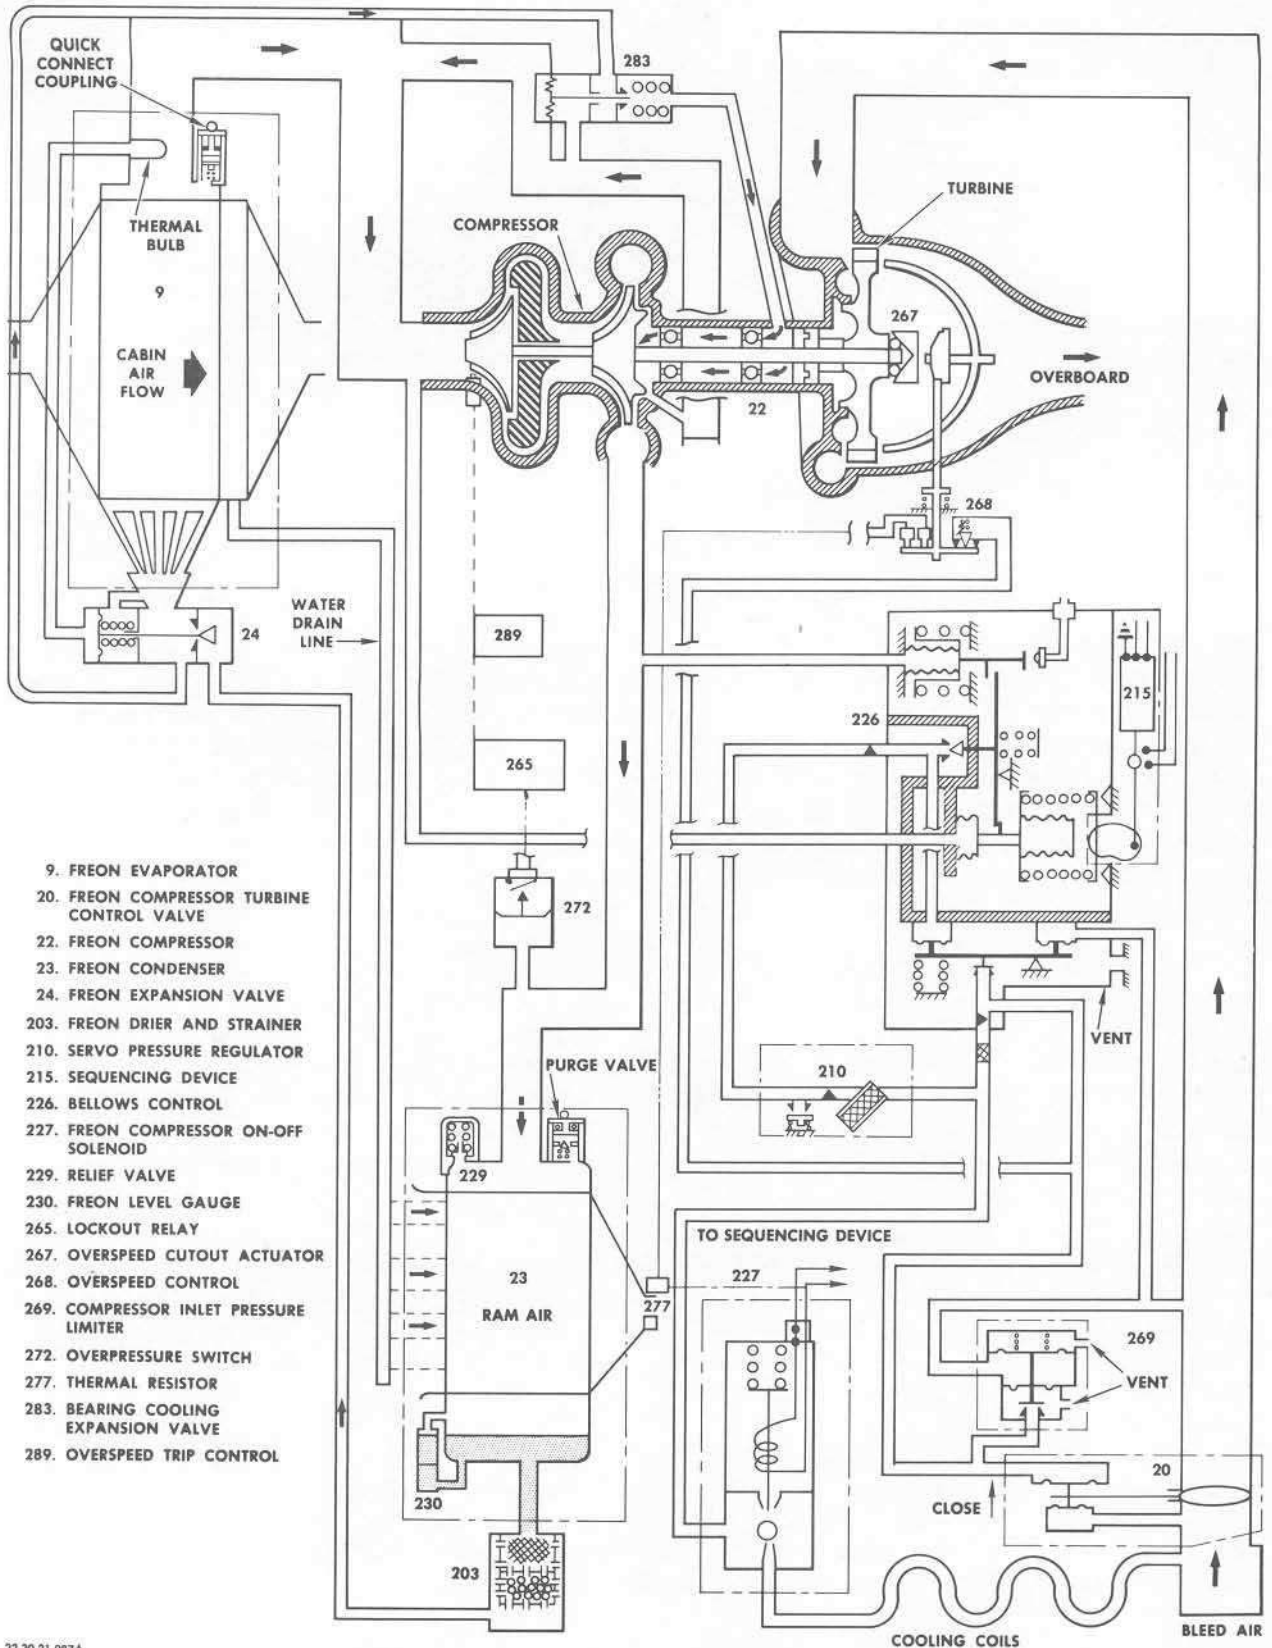 QUICK
CONNECT
COUPLING
283
THERMAL
BULB
COMPRESSOR
TURBINE
9
CABIN
AIR
FLOW
267
OVERBOARD
22
268
24
WATER
DRAIN
LINE
289
215
226
265
272
9. FREON EVAPORATOR
20. FREON COMPRESSOR TURBINE
CONTROL VALVE
22. FREON COMPRESSOR
23. FREON CONDENSER
24. FREON EXPANSION VALVE
203. FREON DRIER AND STRAINER
210. SERVO PRESSURE REGULATOR
215. SEQUENCING DEVICE
226. BELLOWS CONTROL
227. FREON COMPRESSOR ON-OFF
SOLENOID
229. RELIEF VALVE
230. FREON LEVEL GAUGE
265. LOCKOUT RELAY
267. OVERSPEED CUTOUT ACTUATOR
268. OVERSPEED CONTROL
269. COMPRESSOR INLET PRESSURE
LIMITER
272. OVERPRESSURE SWITCH
277. THERMAL RESISTOR
283. BEARING COOLING
EXPANSION VALVE
289. OVERSPEED TRIP CONTROL
VENT
PURGE VALVE
210
229
TO SEQUENCING DEVICE
23
RAM AIR
277
227
269
VENT
20
CLOSE
230
203
COOLING COILS
BLEED AIR